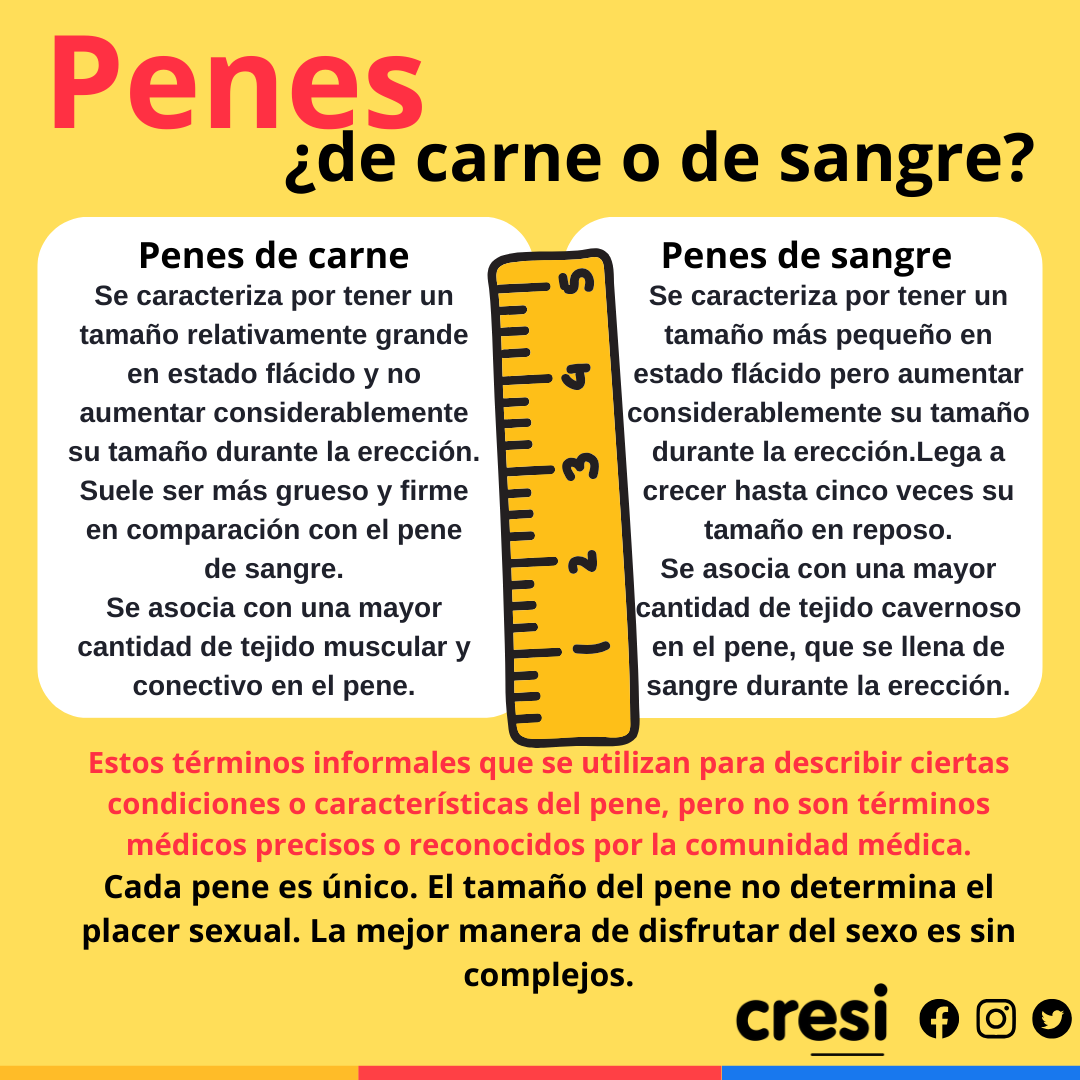 Penes
¿de carne o de sangre?
Penes de carne
Se caracteriza por tener un
tamaño relativamente grande
en estado flácido y no
aumentar considerablemente
su tamaño durante la erección.
Suele ser más grueso y firme
en comparación con el pene
de sangre.
Se asocia con una mayor
cantidad de tejido muscular y
conectivo en el pene.
5
4
3
2
1
Penes de sangre
Se caracteriza por tener un
tamaño más pequeño en
estado flácido pero aumentar
considerablemente su tamaño
durante la erección.Lega a
crecer hasta cinco veces su
tamaño en reposo.
Se asocia con una mayor
cantidad de tejido cavernoso
en el pene, que se llena de
sangre durante la erección.
Estos términos informales que se utilizan para describir ciertas
condiciones o características del pene, pero no son términos
médicos precisos o reconocidos por la comunidad médica.
Cada pene es único. El tamaño del pene no determina el
placer sexual. La mejor manera de disfrutar del sexo es sin
complejos.
cresi